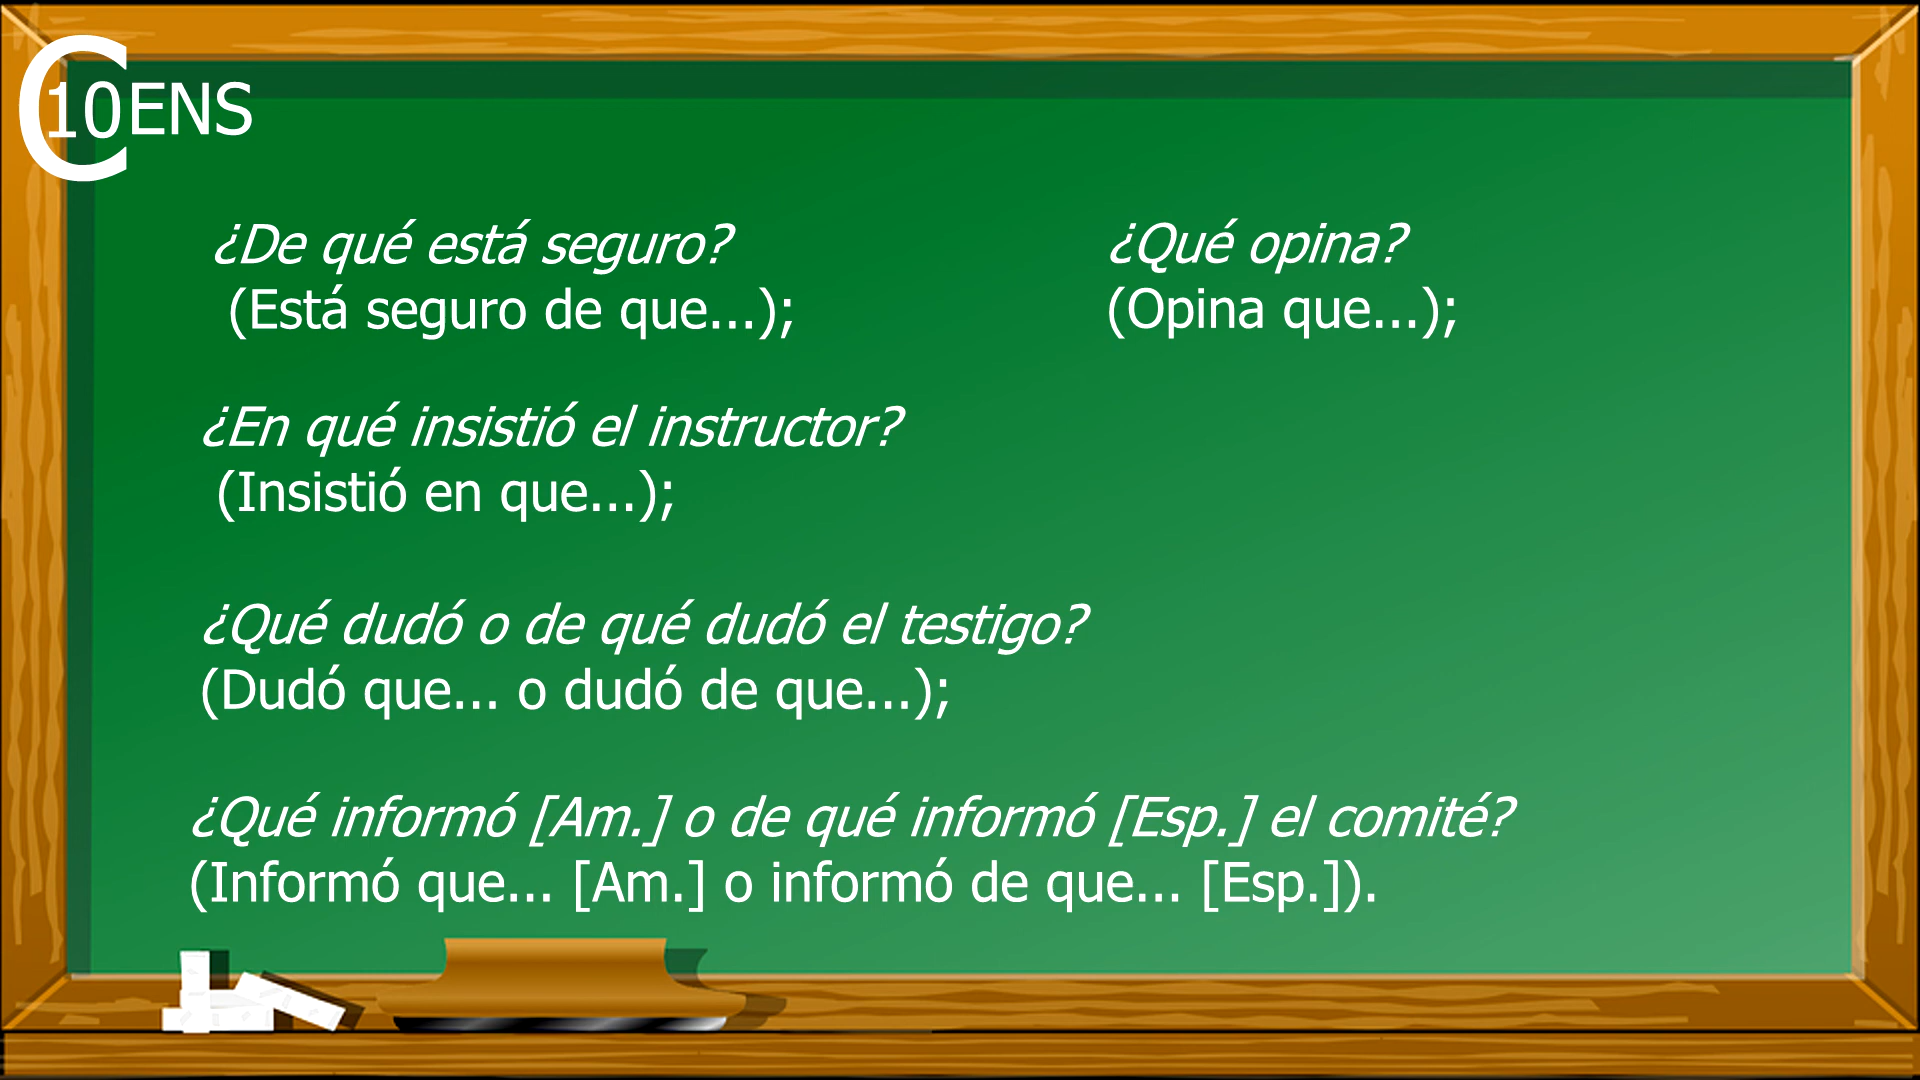 C10ENS
¿De qué está seguro?
(Está seguro de que...);
¿Qué opina?
(Opina que...);
¿En qué insistió el instructor?
(Insistió en que...);
¿Qué dudó o de qué dudó el testigo?
(Dudó que... o dudó de que...);
¿Qué informó [Am.] o de qué informó [Esp.] el comité?
(Informó que... [Am.] o informó de que... [Esp.]).